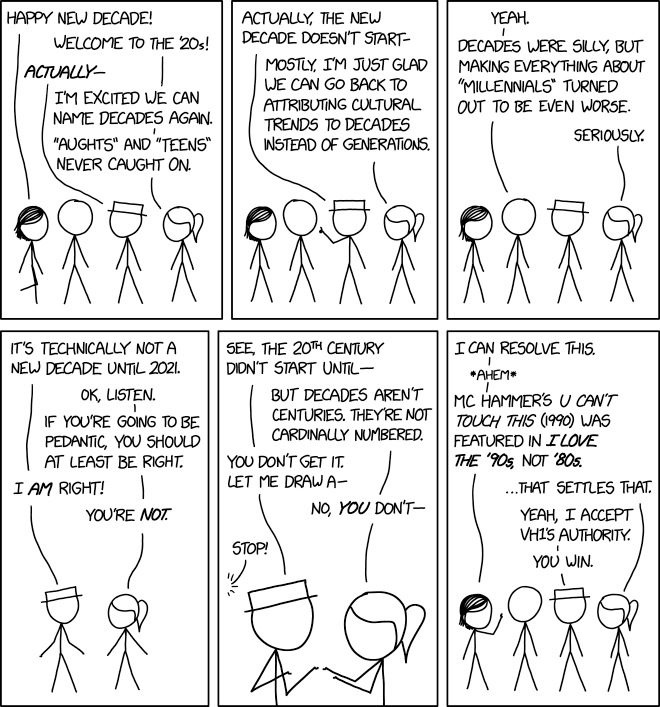 HAPPY NEW DECADE!
WELCOME TO THE '20s!
ACTUALLY—
I'M EXCITED WE CAN
NAME DECADES AGAIN.
"AUGHTS" AND "TEENS"
NEVER CAUGHT ON.
ACTUALLY, THE NEW
DECADE DOESN'T START—
MOSTLY, I'M JUST GLAD
WE CAN GO BACK TO
ATTRIBUTING CULTURAL
TRENDS TO DECADES
INSTEAD OF GENERATIONS.
YEAH.
DECADES WERE SILLY, BUT
MAKING EVERYTHING ABOUT
"MILLENNIALS" TURNED
OUT TO BE EVEN WORSE.
SERIOUSLY.
IT'S TECHNICALLY NOT A
NEW DECADE UNTIL 2021.
OK, LISTEN.
IF YOU'RE GOING TO BE
PEDANTIC, YOU SHOULD
AT LEAST BE RIGHT.
I AM RIGHT!
YOU'RE NOT.
SEE, THE 20TH CENTURY
DIDN'T START UNTIL—
BUT DECADES AREN'T
CENTURIES. THEY'RE NOT
CARDINALLY NUMBERED.
YOU DON'T GET IT.
LET ME DRAW A—
NO, YOU DON'T—
STOP!
I CAN RESOLVE THIS.
*AHEM*
MC HAMMER'S U CAN'T
TOUCH THIS (1990) WAS
FEATURED IN I LOVE
THE '90s, NOT '80s.
...THAT SETTLES THAT.
YEAH, I ACCEPT
VH1'S AUTHORITY.
YOU WIN.